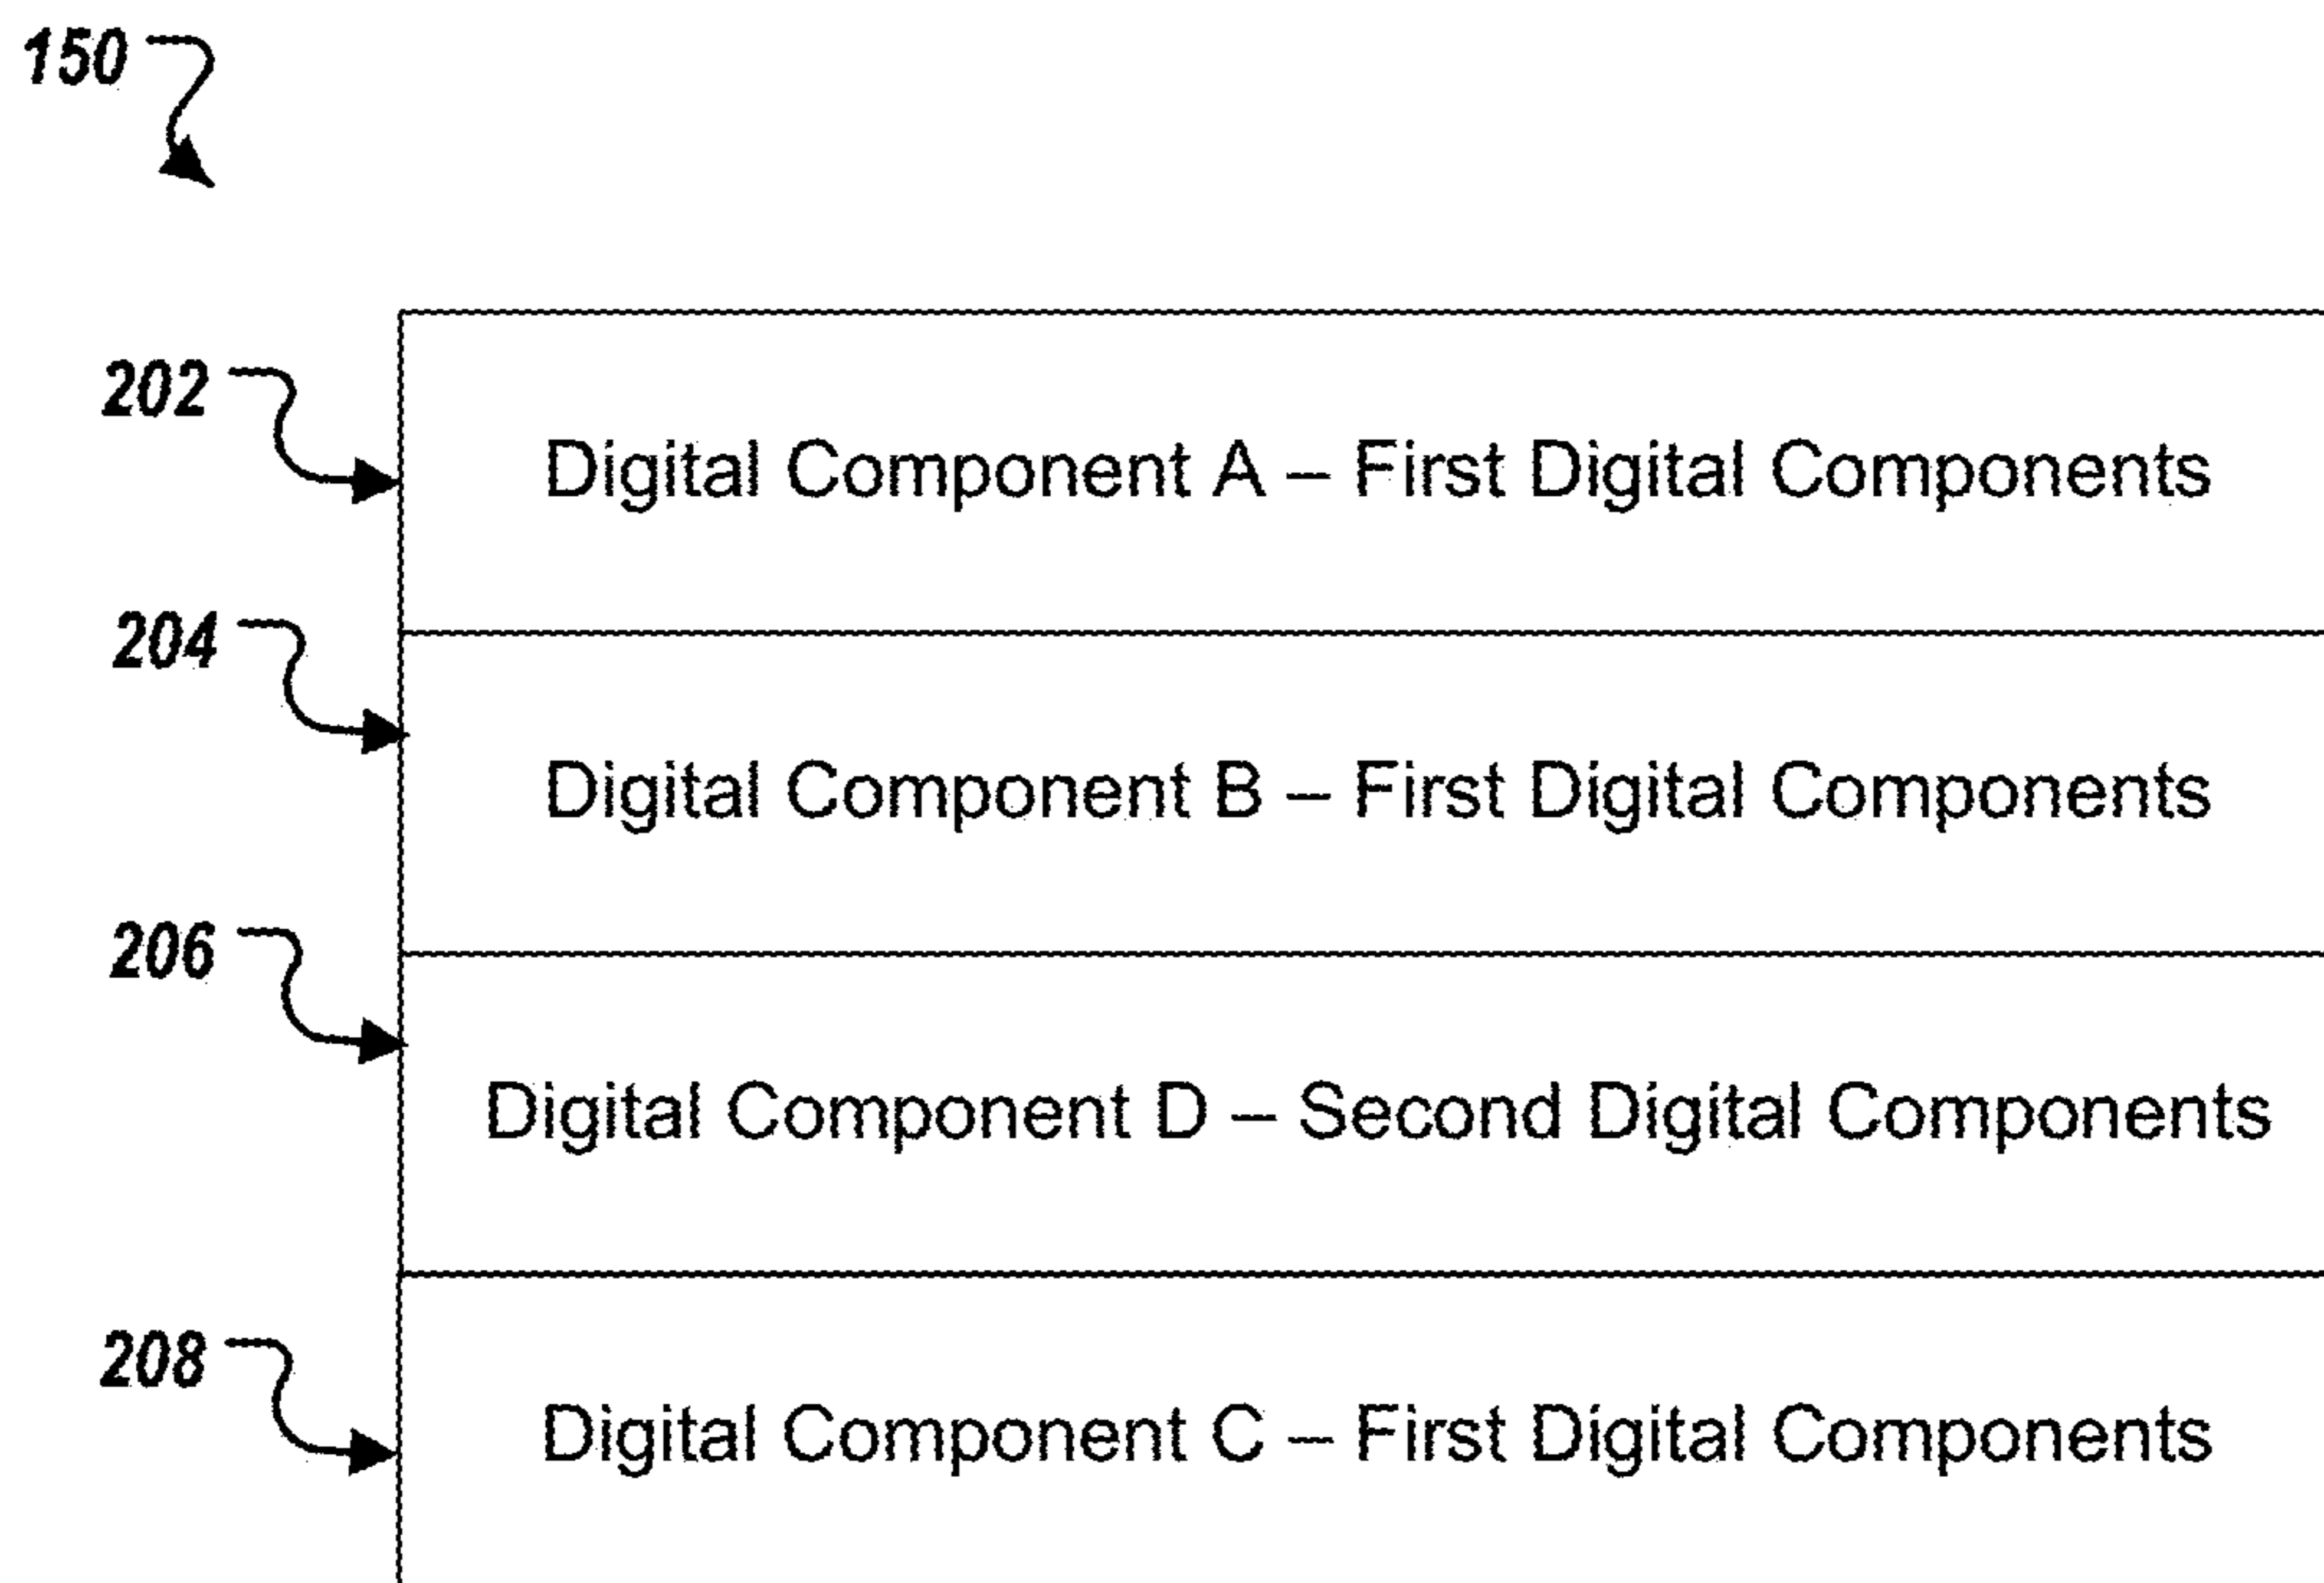 150
202
Digital Component A – First Digital Components
204
Digital Component B – First Digital Components
206
Digital Component D – Second Digital Components
208
Digital Component C – First Digital Components